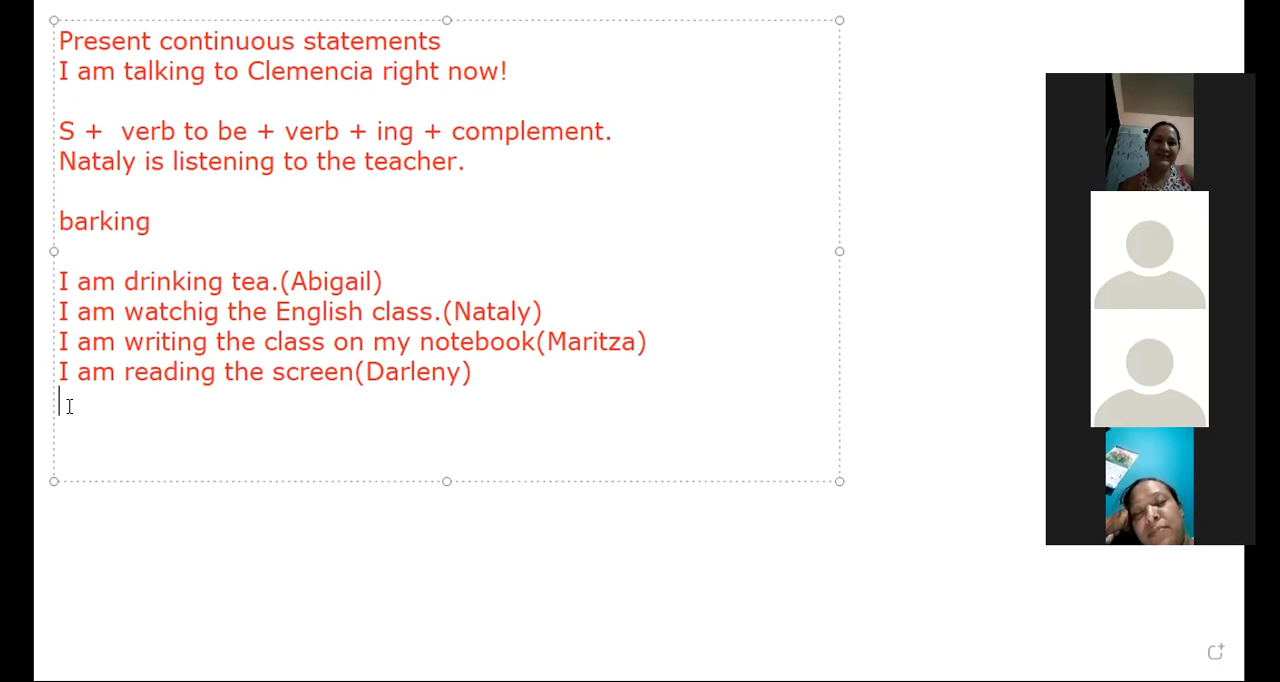 Present continuous statements
I am talking to Clemencia right now!
S +  verb to be + verb + ing + complement.
Nataly is listening to the teacher.
barking
I am drinking tea.(Abigail)
I am watchig the English class.(Nataly)
I am writing the class on my notebook(Maritza)
I am reading the screen(Darleny)